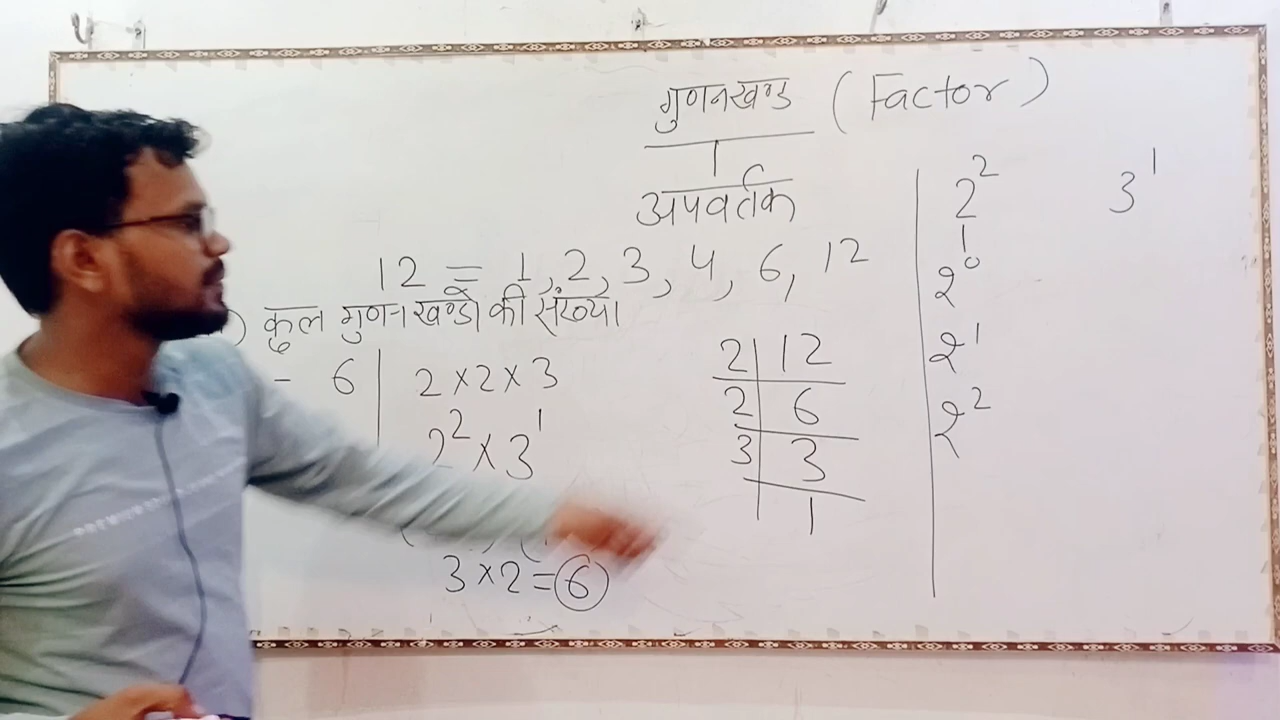 गुणनखण्ड (Factor)
अपवर्तक
12 = 1, 2, 3, 4, 6, 12
) कुल गुणनखण्डो की संख्या
- 6
2 × 2 × 3
2² × 3¹
3 × 2 = 6
2 | 12
2 | 6
3 | 3
1
2² 3¹
2⁰
2¹
2²